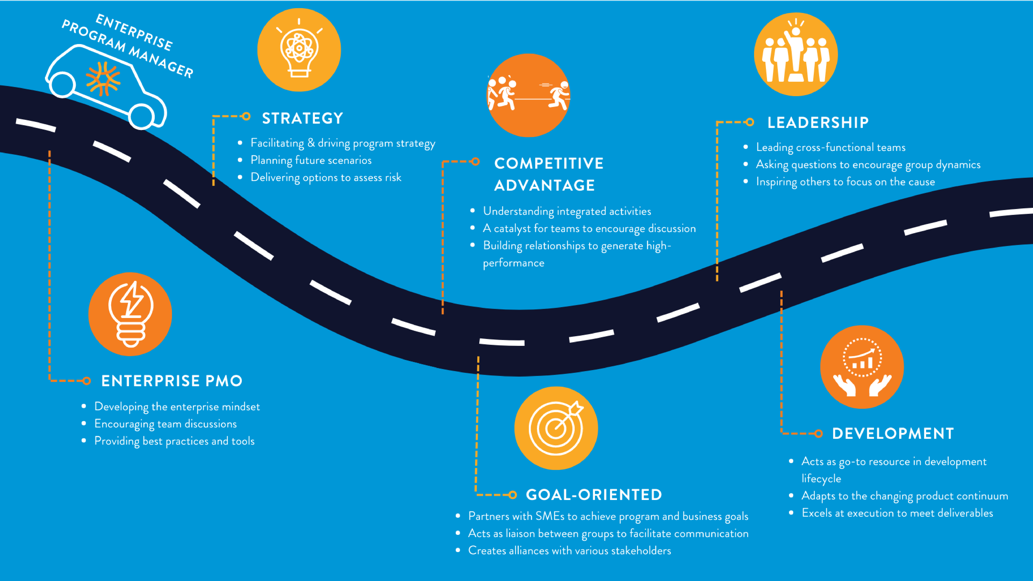 ENTERPRISE
PROGRAM MANAGER
STRATEGY
Facilitating & driving program strategy
Planning future scenarios
Delivering options to assess risk
COMPETITIVE
ADVANTAGE
Understanding integrated activities
A catalyst for teams to encourage discussion
Building relationships to generate high-
performance
LEADERSHIP
Leading cross-functional teams
Asking questions to encourage group dynamics
Inspiring others to focus on the cause
ENTERPRISE PMO
Developing the enterprise mindset
Encouraging team discussions
Providing best practices and tools
GOAL-ORIENTED
Partners with SMEs to achieve program and business goals
Acts as liaison between groups to facilitate communication
Creates alliances with various stakeholders
DEVELOPMENT
Acts as go-to resource in development
lifecycle
Adapts to the changing product continuum
Excels at execution to meet deliverables